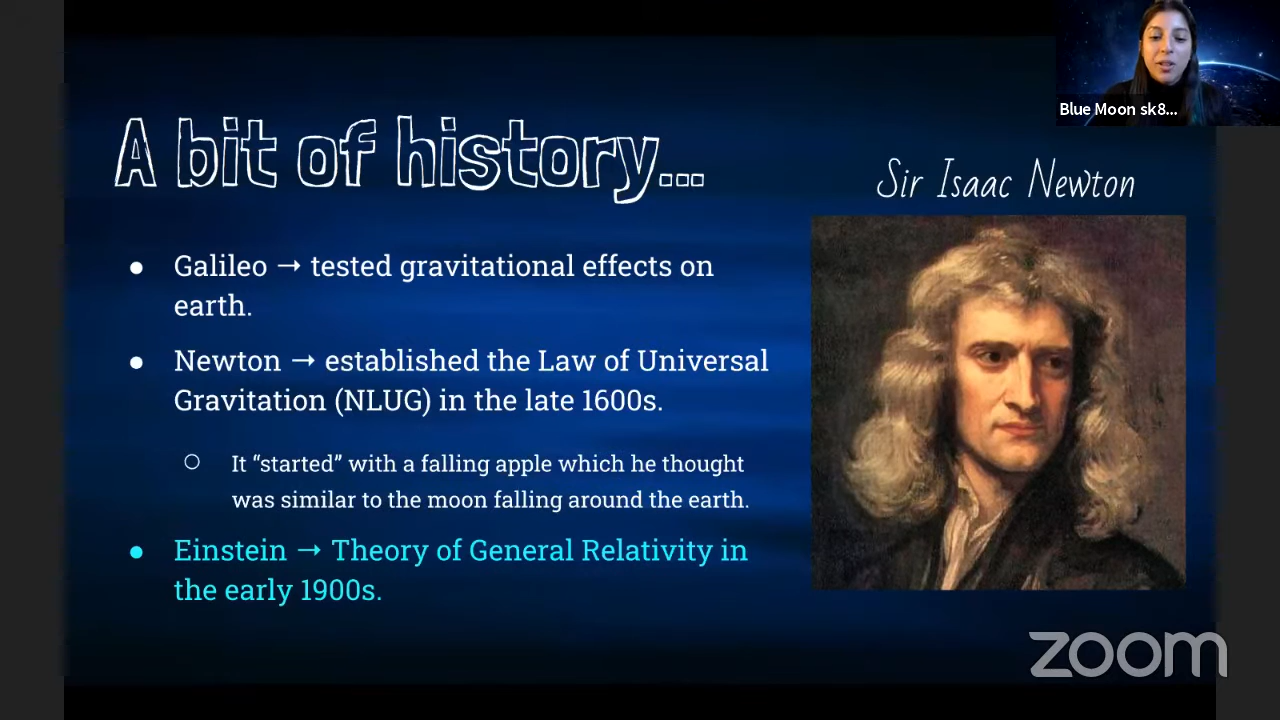 Blue Moon sk8...
A bit of history...
Sir Isaac Newton
● Galileo → tested gravitational effects on
earth.
● Newton → established the Law of Universal
Gravitation (NLUG) in the late 1600s.
○ It “started” with a falling apple which he thought
was similar to the moon falling around the earth.
● Einstein → Theory of General Relativity in
the early 1900s.
zoom